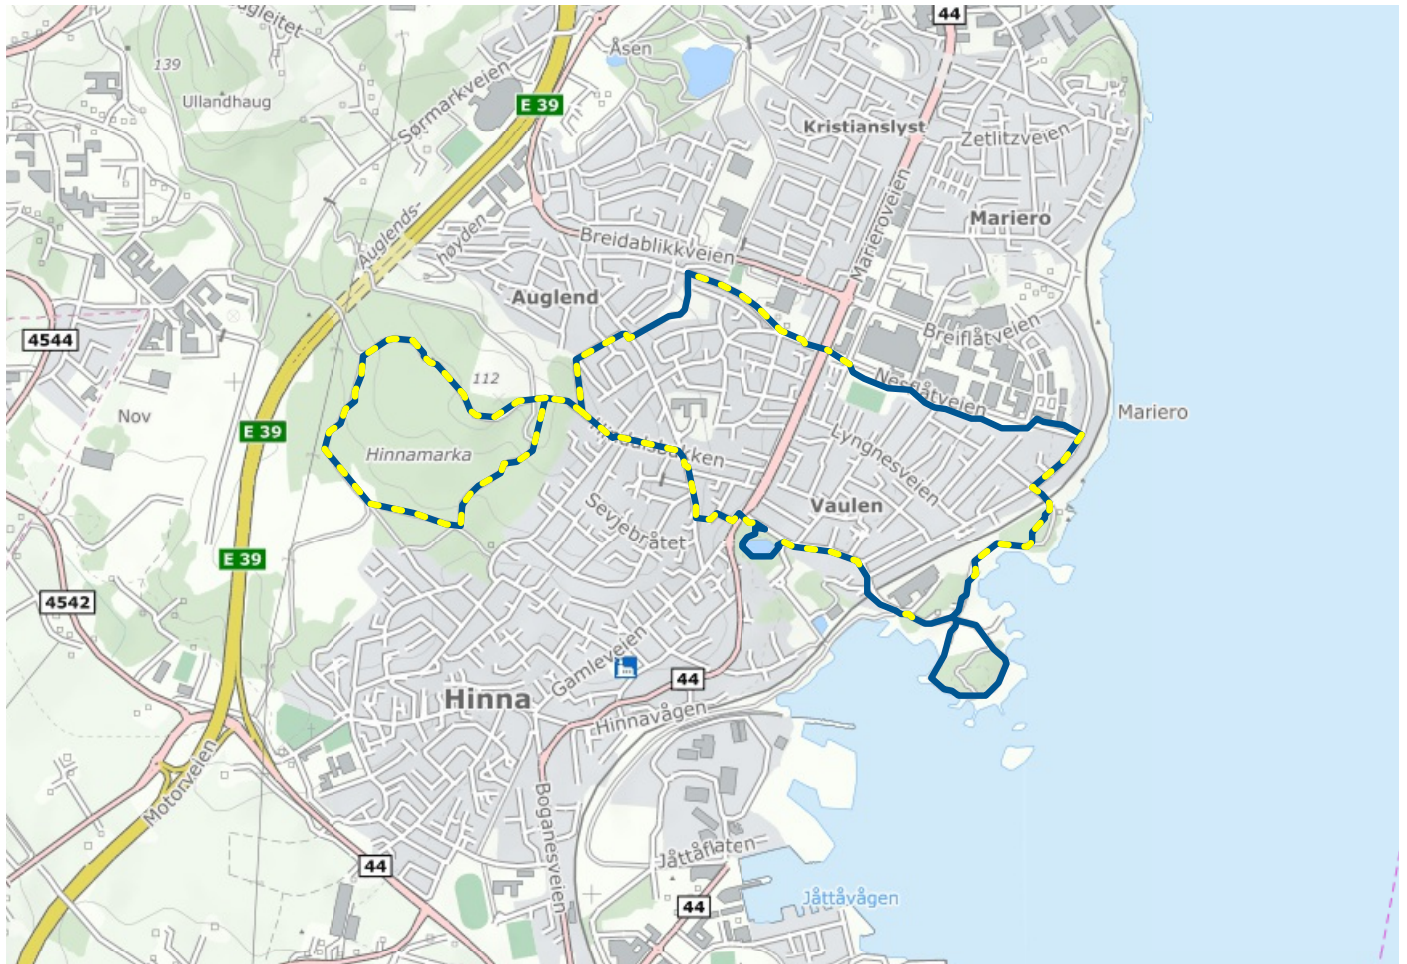 44
Åsen
139
Ullandhaug
Sørmarkveien
E 39
Kristianslyst
Zetlitzveien
Marieroveien
Mariero
Auglends-
høyden
Breidablikkveien
Auglend
4544
Breiflåtveien
112
Nesflåtveien
Mariero
Nov
E 39
Hinnamarka
Lyngnesveien
Vaulen
Sevjebråtet
E 39
4542
Gamleveien
44
Hinna
Hinnavågen
Motorveien
Boganesveien
Jåttåflaten
44
Jåttåvågen
44